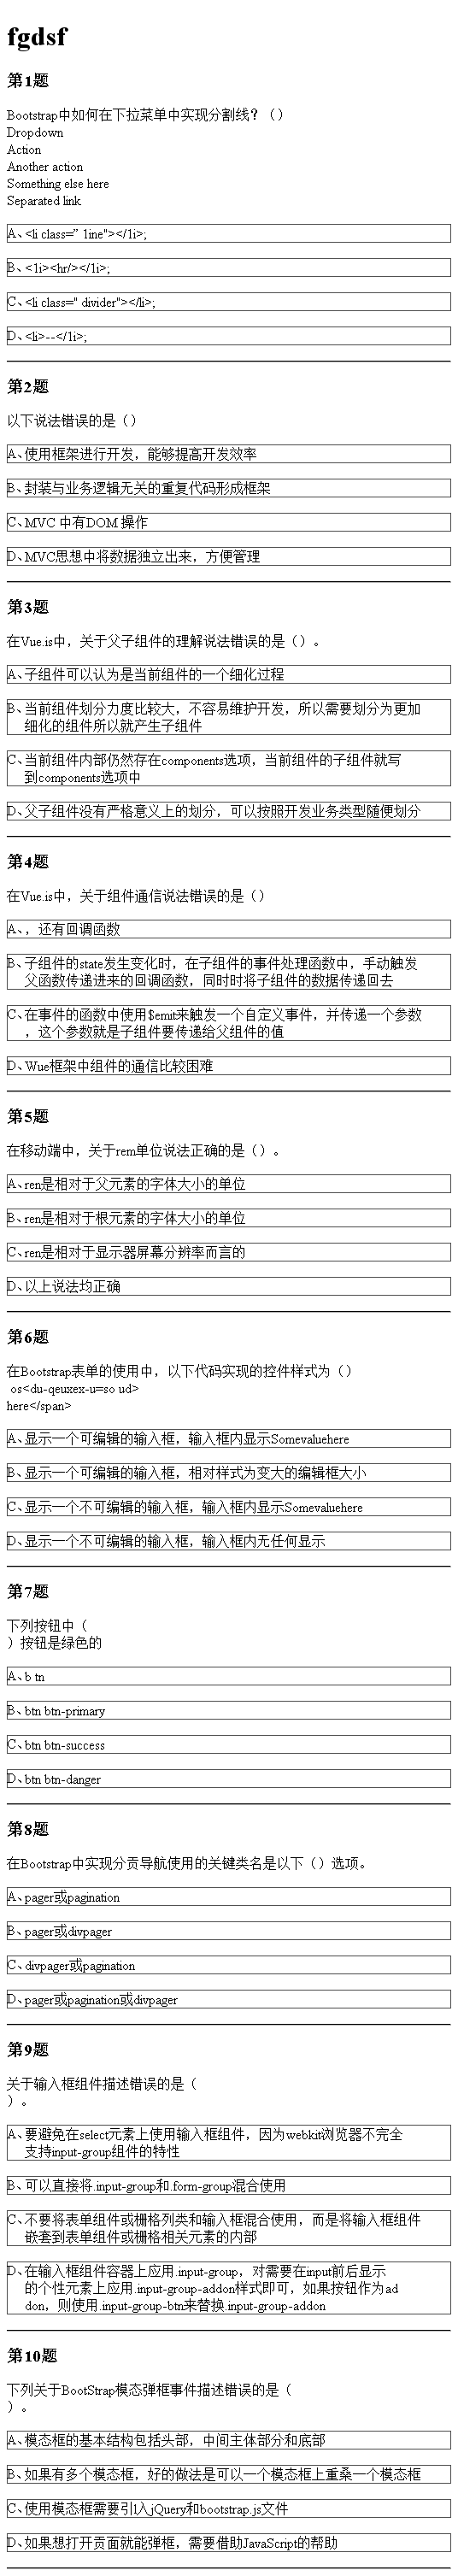 fgdsf
第1题
Bootstrap中如何在下拉菜单中实现分割线？（）
Dropdown
Action
Another action
Something else here
Separated link
A、<li class=” 1ine"></1i>;
B、<1i><hr/></1i>;
C、<li class=" divider"></li>;
D、<li>--</1i>;
第2题
以下说法错误的是（）
A、使用框架进行开发，能够提高开发效率
B、封装与业务逻辑无关的重复代码形成框架
C、MVC 中有DOM 操作
D、MVC思想中将数据独立出来，方便管理
第3题
在Vue.is中，关于父子组件的理解说法错误的是（）。
A、子组件可以认为是当前组件的一个细化过程
B、当前组件划分力度比较大，不容易维护开发，所以需要划分为更加
细化的组件所以就产生子组件
C、当前组件内部仍然存在components选项，当前组件的子组件就写
到components选项中
D、父子组件没有严格意义上的划分，可以按照开发业务类型随便划分
第4题
在Vue.is中，关于组件通信说法错误的是（）
A、，还有回调函数
B、子组件的state发生变化时，在子组件的事件处理函数中，手动触发
父函数传递进来的回调函数，同时时将子组件的数据传递回去
C、在事件的函数中使用$emit来触发一个自定义事件，并传递一个参数
，这个参数就是子组件要传递给父组件的值
D、Wue框架中组件的通信比较困难
第5题
在移动端中，关于rem单位说法正确的是（）。
A、ren是相对于父元素的字体大小的单位
B、ren是相对于根元素的字体大小的单位
C、ren是相对于显示器屏幕分辨率而言的
D、以上说法均正确
第6题
在Bootstrap表单的使用中，以下代码实现的控件样式为（）
os<du-qeuxex-u=so ud>
here</span>
A、显示一个可编辑的输入框，输入框内显示Somevaluehere
B、显示一个可编辑的输入框，相对样式为变大的编辑框大小
C、显示一个不可编辑的输入框，输入框内显示Somevaluehere
D、显示一个不可编辑的输入框，输入框内无任何显示
第7题
下列按钮中（
）按钮是绿色的
A、b tn
B、btn btn-primary
C、btn btn-success
D、btn btn-danger
第8题
在Bootstrap中实现分贡导航使用的关键类名是以下（）选项。
A、pager或pagination
B、pager或divpager
C、divpager或pagination
D、pager或pagination或divpager
第9题
关于输入框组件描述错误的是（
）。
A、要避免在select元素上使用输入框组件，因为webkit浏览器不完全
支持input-group组件的特性
B、可以直接将.input-group和.form-group混合使用
C、不要将表单组件或栅格列类和输入框混合使用，而是将输入框组件
嵌套到表单组件或栅格相关元素的内部
D、在输入框组件容器上应用.input-group，对需要在input前后显示
的个性元素上应用.input-group-addon样式即可，如果按钮作为ad
don，则使用.input-group-btn来替换.input-group-addon
第10题
下列关于BootStrap模态弹框事件描述错误的是（
）。
A、模态框的基本结构包括头部，中间主体部分和底部
B、如果有多个模态框，好的做法是可以一个模态框上重桑一个模态框
C、使用模态框需要引l入jQuery和bootstrap.js文件
D、如果想打开贡面就能弹框，需要借助JavaScript的帮助